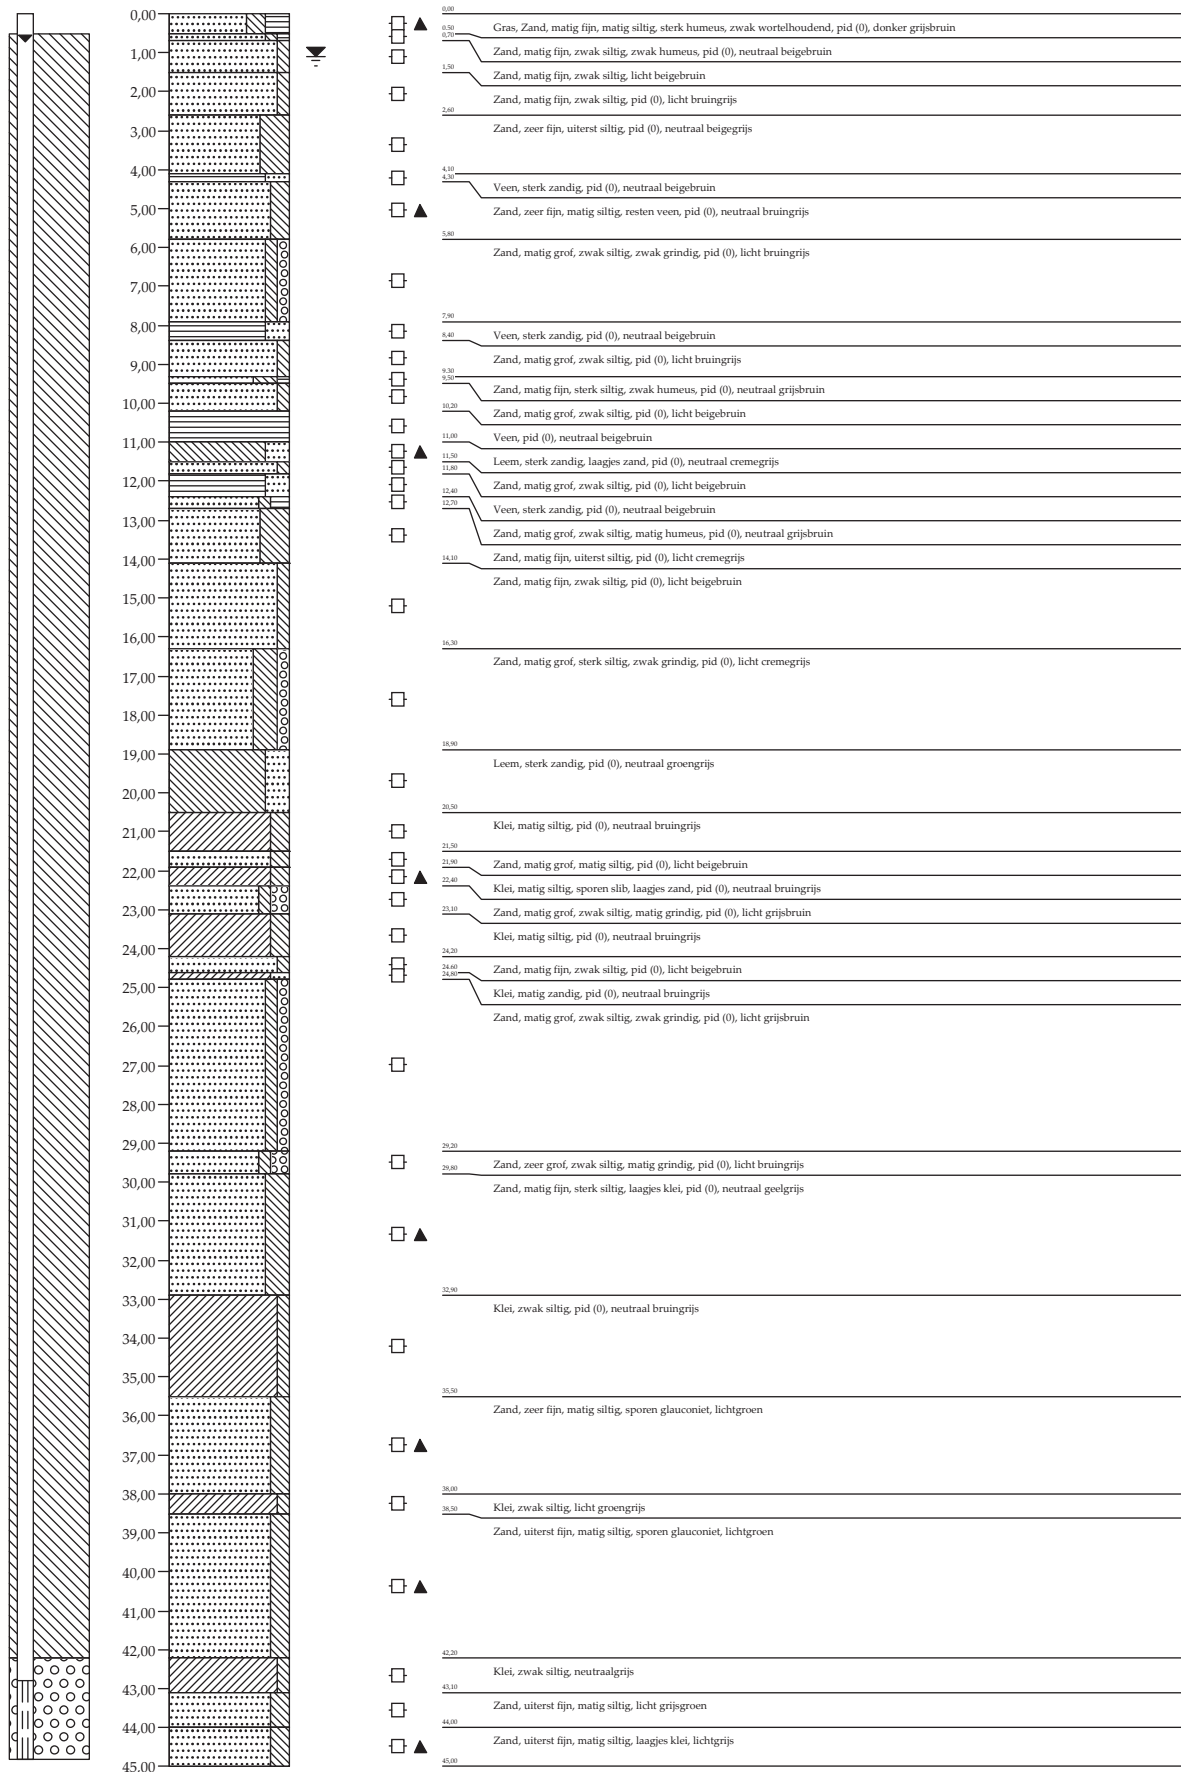 0,00
1,00
2,00
3,00
4,00
5,00
6,00
7,00
8,00
9,00
10,00
11,00
12,00
13,00
14,00
15,00
16,00
17,00
18,00
19,00
20,00
21,00
22,00
23,00
24,00
25,00
26,00
27,00
28,00
29,00
30,00
31,00
32,00
33,00
34,00
35,00
36,00
37,00
38,00
39,00
40,00
41,00
42,00
43,00
44,00
45,00
0,00
Gras, Zand, matig fijn, matig siltig, sterk humeus, zwak wortelhoudend, pid (0), donker grijsbruin
0,50
0,70
Zand, matig fijn, zwak siltig, zwak humeus, pid (0), neutraal beigebruin
1,50
Zand, matig fijn, zwak siltig, licht beigebruin
Zand, matig fijn, zwak siltig, pid (0), licht bruingrijs
2,60
Zand, zeer fijn, uiterst siltig, pid (0), neutraal beigegrijs
4,10
4,30
Veen, sterk zandig, pid (0), neutraal beigebruin
Zand, zeer fijn, matig siltig, resten veen, pid (0), neutraal bruingrijs
5,80
Zand, matig grof, zwak siltig, zwak grindig, pid (0), licht bruingrijs
7,90
Veen, sterk zandig, pid (0), neutraal beigebruin
8,40
Zand, matig grof, zwak siltig, pid (0), licht bruingrijs
9,30
9,50
Zand, matig fijn, sterk siltig, zwak humeus, pid (0), neutraal grijsbruin
10,20
Zand, matig grof, zwak siltig, pid (0), licht beigebruin
11,00
Veen, pid (0), neutraal beigebruin
11,50
Leem, sterk zandig, laagjes zand, pid (0), neutraal cremegrijs
11,80
Zand, matig grof, zwak siltig, pid (0), licht beigebruin
12,40
Veen, sterk zandig, pid (0), neutraal beigebruin
12,70
Zand, matig grof, zwak siltig, matig humeus, pid (0), neutraal grijsbruin
Zand, matig fijn, uiterst siltig, pid (0), licht cremegrijs
14,10
Zand, matig fijn, zwak siltig, pid (0), licht beigebruin
16,30
Zand, matig grof, sterk siltig, zwak grindig, pid (0), licht cremegrijs
18,90
Leem, sterk zandig, pid (0), neutraal groengrijs
20,50
Klei, matig siltig, pid (0), neutraal bruingrijs
21,50
Zand, matig grof, matig siltig, pid (0), licht beigebruin
21,90
Klei, matig siltig, sporen slib, laagjes zand, pid (0), neutraal bruingrijs
22,40
Zand, matig grof, zwak siltig, matig grindig, pid (0), licht grijsbruin
23,10
Klei, matig siltig, pid (0), neutraal bruingrijs
24,20
Zand, matig fijn, zwak siltig, pid (0), licht beigebruin
24,60
24,80
Klei, matig zandig, pid (0), neutraal bruingrijs
Zand, matig grof, zwak siltig, zwak grindig, pid (0), licht grijsbruin
29,20
Zand, zeer grof, zwak siltig, matig grindig, pid (0), licht bruingrijs
29,80
Zand, matig fijn, sterk siltig, laagjes klei, pid (0), neutraal geelgrijs
32,90
Klei, zwak siltig, pid (0), neutraal bruingrijs
35,50
Zand, zeer fijn, matig siltig, sporen glauconiet, lichtgroen
38,00
Klei, zwak siltig, licht groengrijs
38,50
Zand, uiterst fijn, matig siltig, sporen glauconiet, lichtgroen
42,20
Klei, zwak siltig, neutraalgrijs
43,10
Zand, uiterst fijn, matig siltig, licht grijsgroen
44,00
Zand, uiterst fijn, matig siltig, laagjes klei, lichtgrijs
45,00